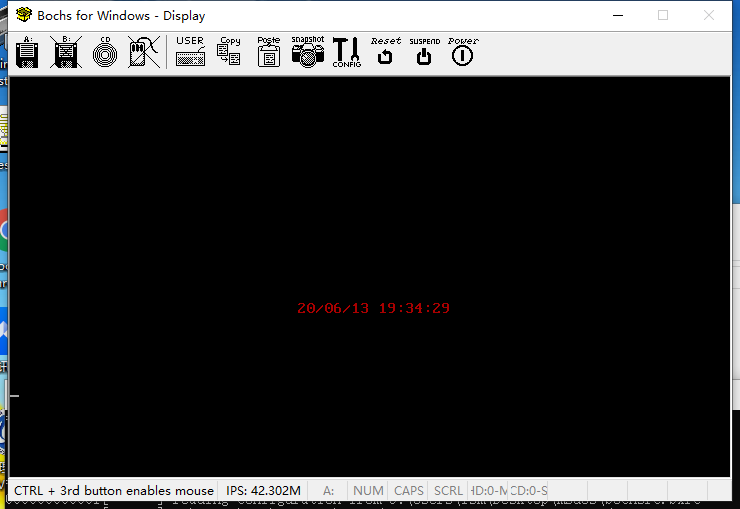 Bochs for Windows - Display
A: B: CD USER Copy Paste snapshot CONFIG Reset SUSPEND Power
20/06/13 19:34:29
CTRL + 3rd button enables mouse IPS: 42.302M A: NUM CAPS SCRL HD:0-M CD:0-S